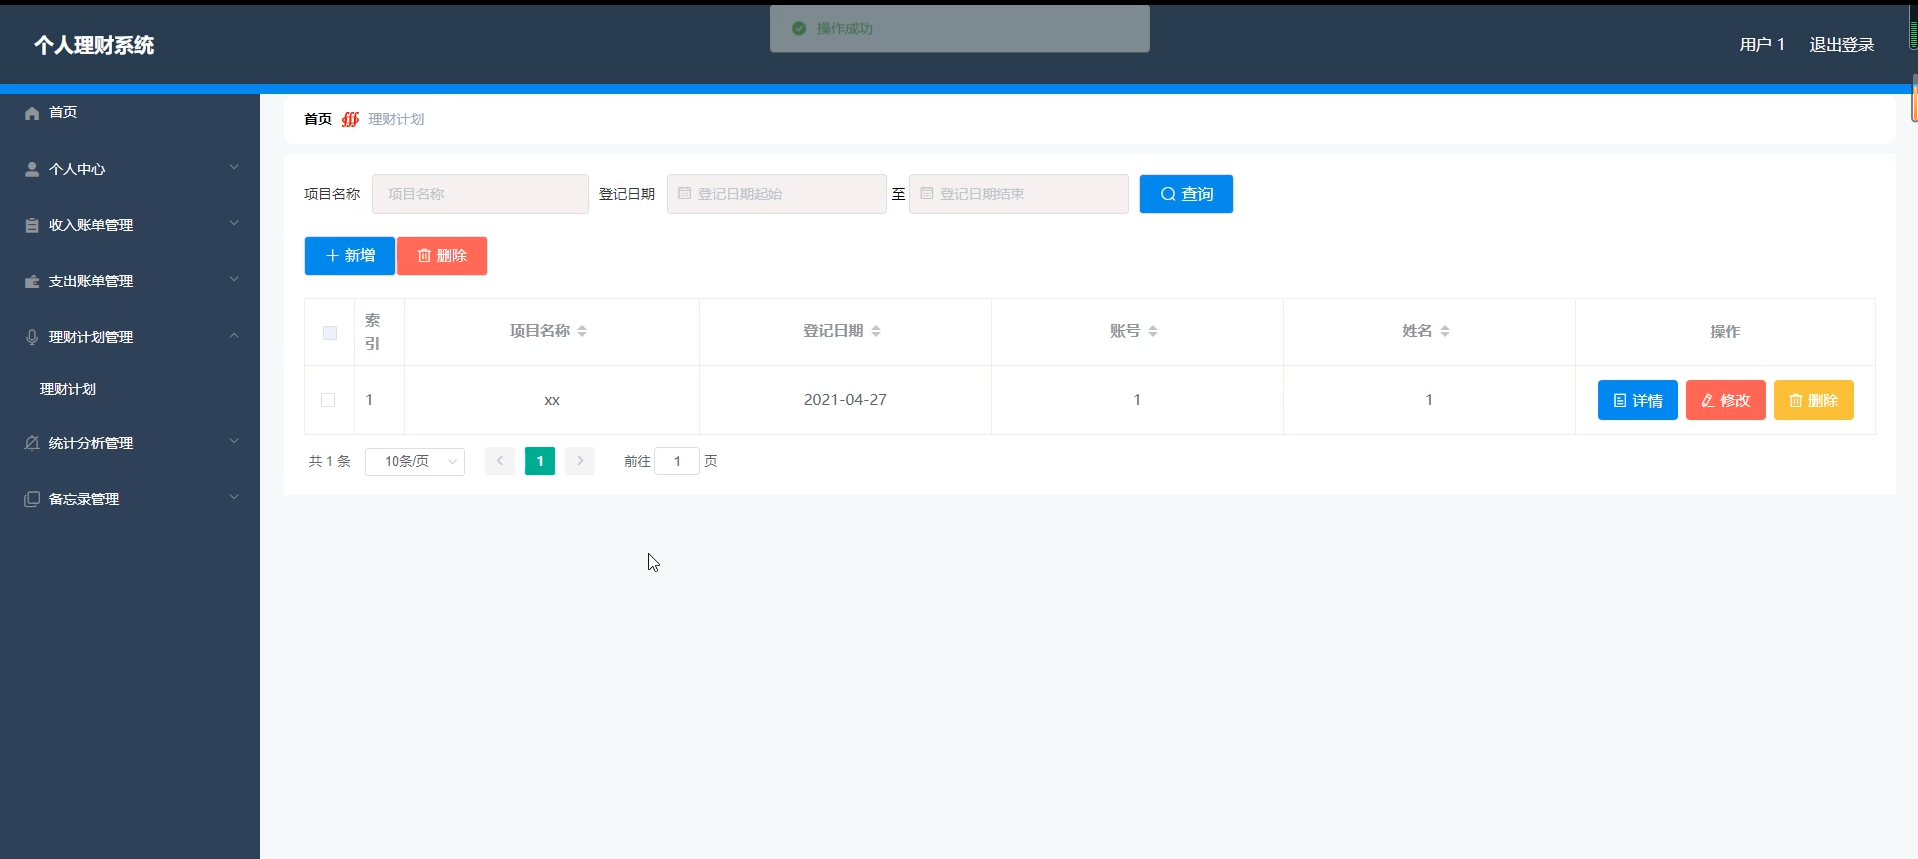 操作成功
个人理财系统
用户 1 退出登录
首页
个人中心
收入账单管理
支出账单管理
理财计划管理
理财计划
统计分析管理
备忘录管理
首页 理财计划
项目名称 项目名称 登记日期 登记日期起始 至 登记日期结束 查询
新增 删除
索引 项目名称 登记日期 账号 姓名 操作
1 xx 2021-04-27 1 1 详情 修改 删除
共 1 条 10条/页 1 前往 1 页